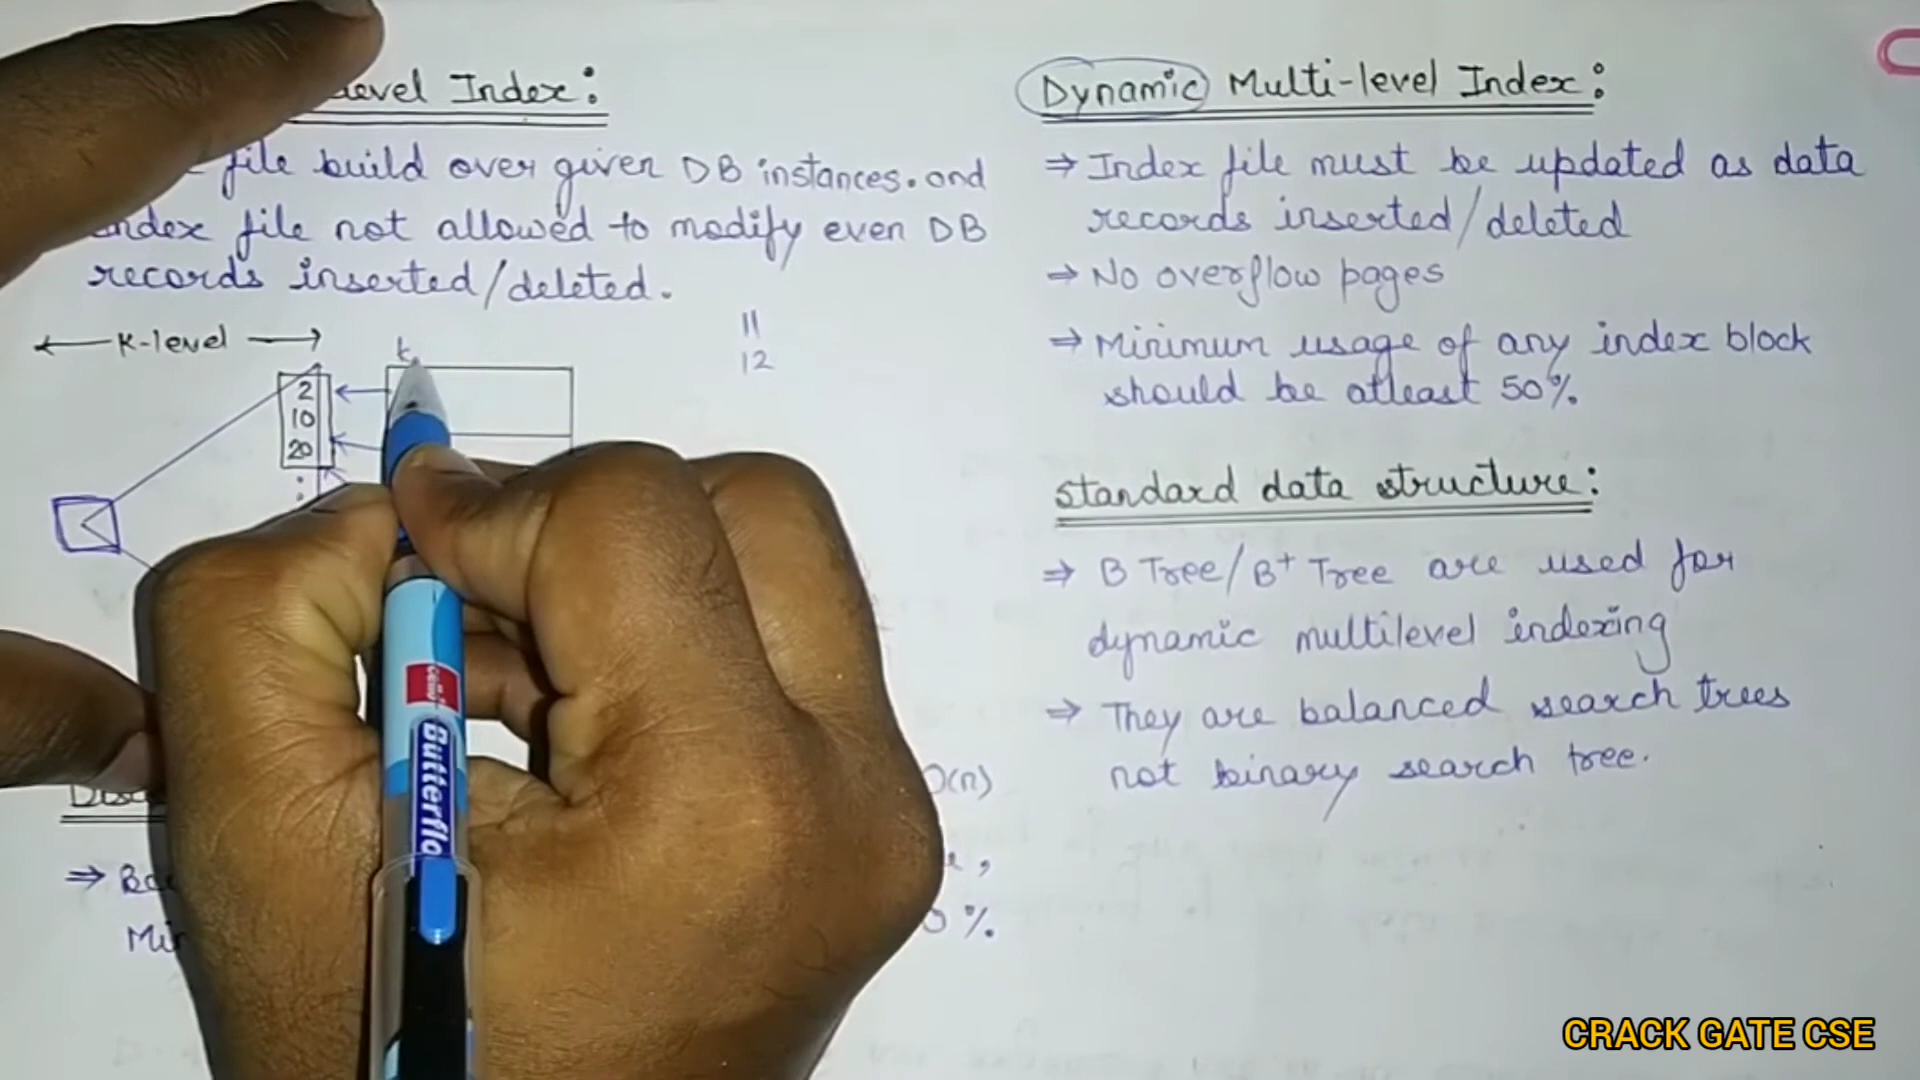 level Index:
file build over given DB instances. and
index file not allowed to modify even DB
records inserted/deleted.
K-level
k
11
12
2
10
20
:
O(n)
,
%.
Dynamic Multi-level Index:
⇒ Index file must be updated as data
records inserted/deleted
⇒ No overflow pages
⇒ Minimum usage of any index block
should be atleast 50%.
Standard data structure:
⇒ B Tree/B+ Tree are used for
dynamic multilevel indexing
⇒ They are balanced search trees
not binary search tree.
Butterflo
CRACK GATE CSE